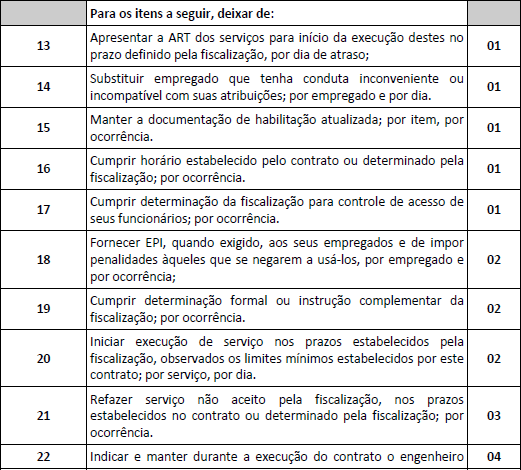 Para os itens a seguir, deixar de:
13 Apresentar a ART dos serviços para início da execução destes no 01
prazo definido pela fiscalização, por dia de atraso;
14 Substituir empregado que tenha conduta inconveniente ou 01
incompatível com suas atribuições; por empregado e por dia.
15 Manter a documentação de habilitação atualizada; por item, por 01
ocorrência.
16 Cumprir horário estabelecido pelo contrato ou determinado pela 01
fiscalização; por ocorrência.
17 Cumprir determinação da fiscalização para controle de acesso de 01
seus funcionários; por ocorrência.
Fornecer EPI, quando exigido, aos seus empregados e de impor
18 penalidades àqueles que se negarem a usá-los, por empregado e 02
por ocorrência;
19 Cumprir determinação formal ou instrução complementar da 02
fiscalização; por ocorrência.
Iniciar execução de serviço nos prazos estabelecidos pela
20 fiscalização, observados os limites mínimos estabelecidos por este 02
contrato; por serviço, por dia.
Refazer serviço não aceito pela fiscalização, nos prazos
21 estabelecidos no contrato ou determinado pela fiscalização; por 03
ocorrência.
22 Indicar e manter durante a execução do contrato o engenheiro 04